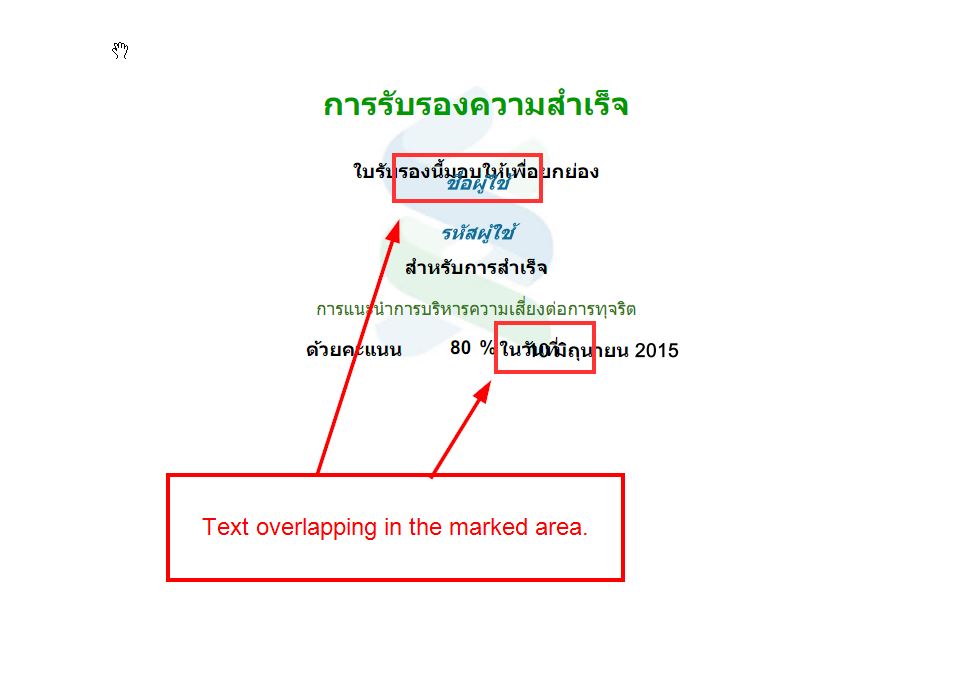 การรับรองความสำเร็จ
ใบรับรองนี้มอบให้เพื่อยกย่อง
ชื่อผู้ใช้
รหัสผู้ใช้
สำหรับการสำเร็จ
การแนะนำการบริหารความเสี่ยงต่อการทุจริต
ด้วยคะแนน 80 % ในวันที่ 10 มิถุนายน 2015
Text overlapping in the marked area.